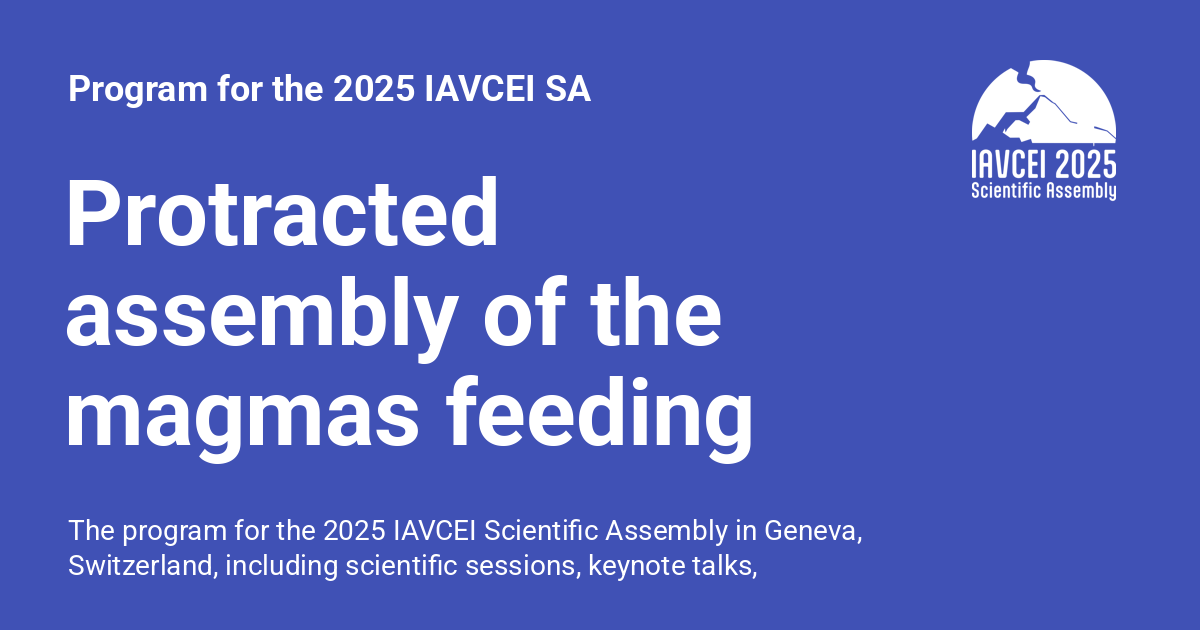 Program for the 2025 IAVCEI SA
IAVCEI 2025
Scientific Assembly
Protracted
assembly of the
magmas feeding
The program for the 2025 IAVCEI Scientific Assembly in Geneva,
Switzerland, including scientific sessions, keynote talks,